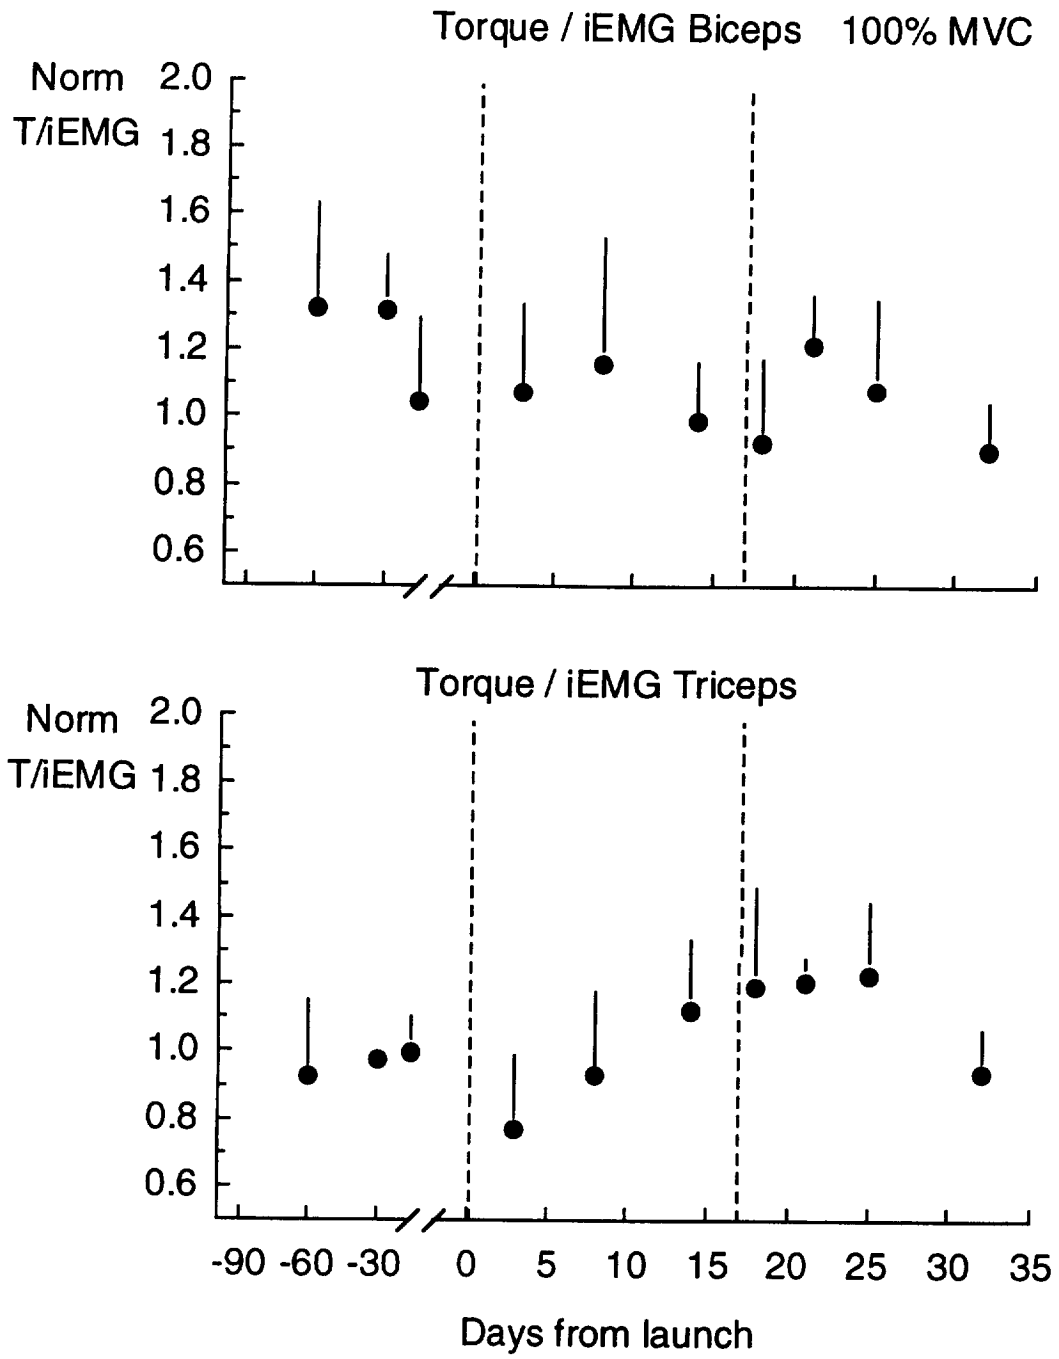 Torque / iEMG Biceps 100% MVC
Norm
T/iEMG
2.0
1.8
1.6
1.4
1.2
1.0
0.8
0.6
Torque / iEMG Triceps
Norm
T/iEMG
2.0
1.8
1.6
1.4
1.2
1.0
0.8
0.6
-90 -60 -30 0 5 10 15 20 25 30 35
Days from launch